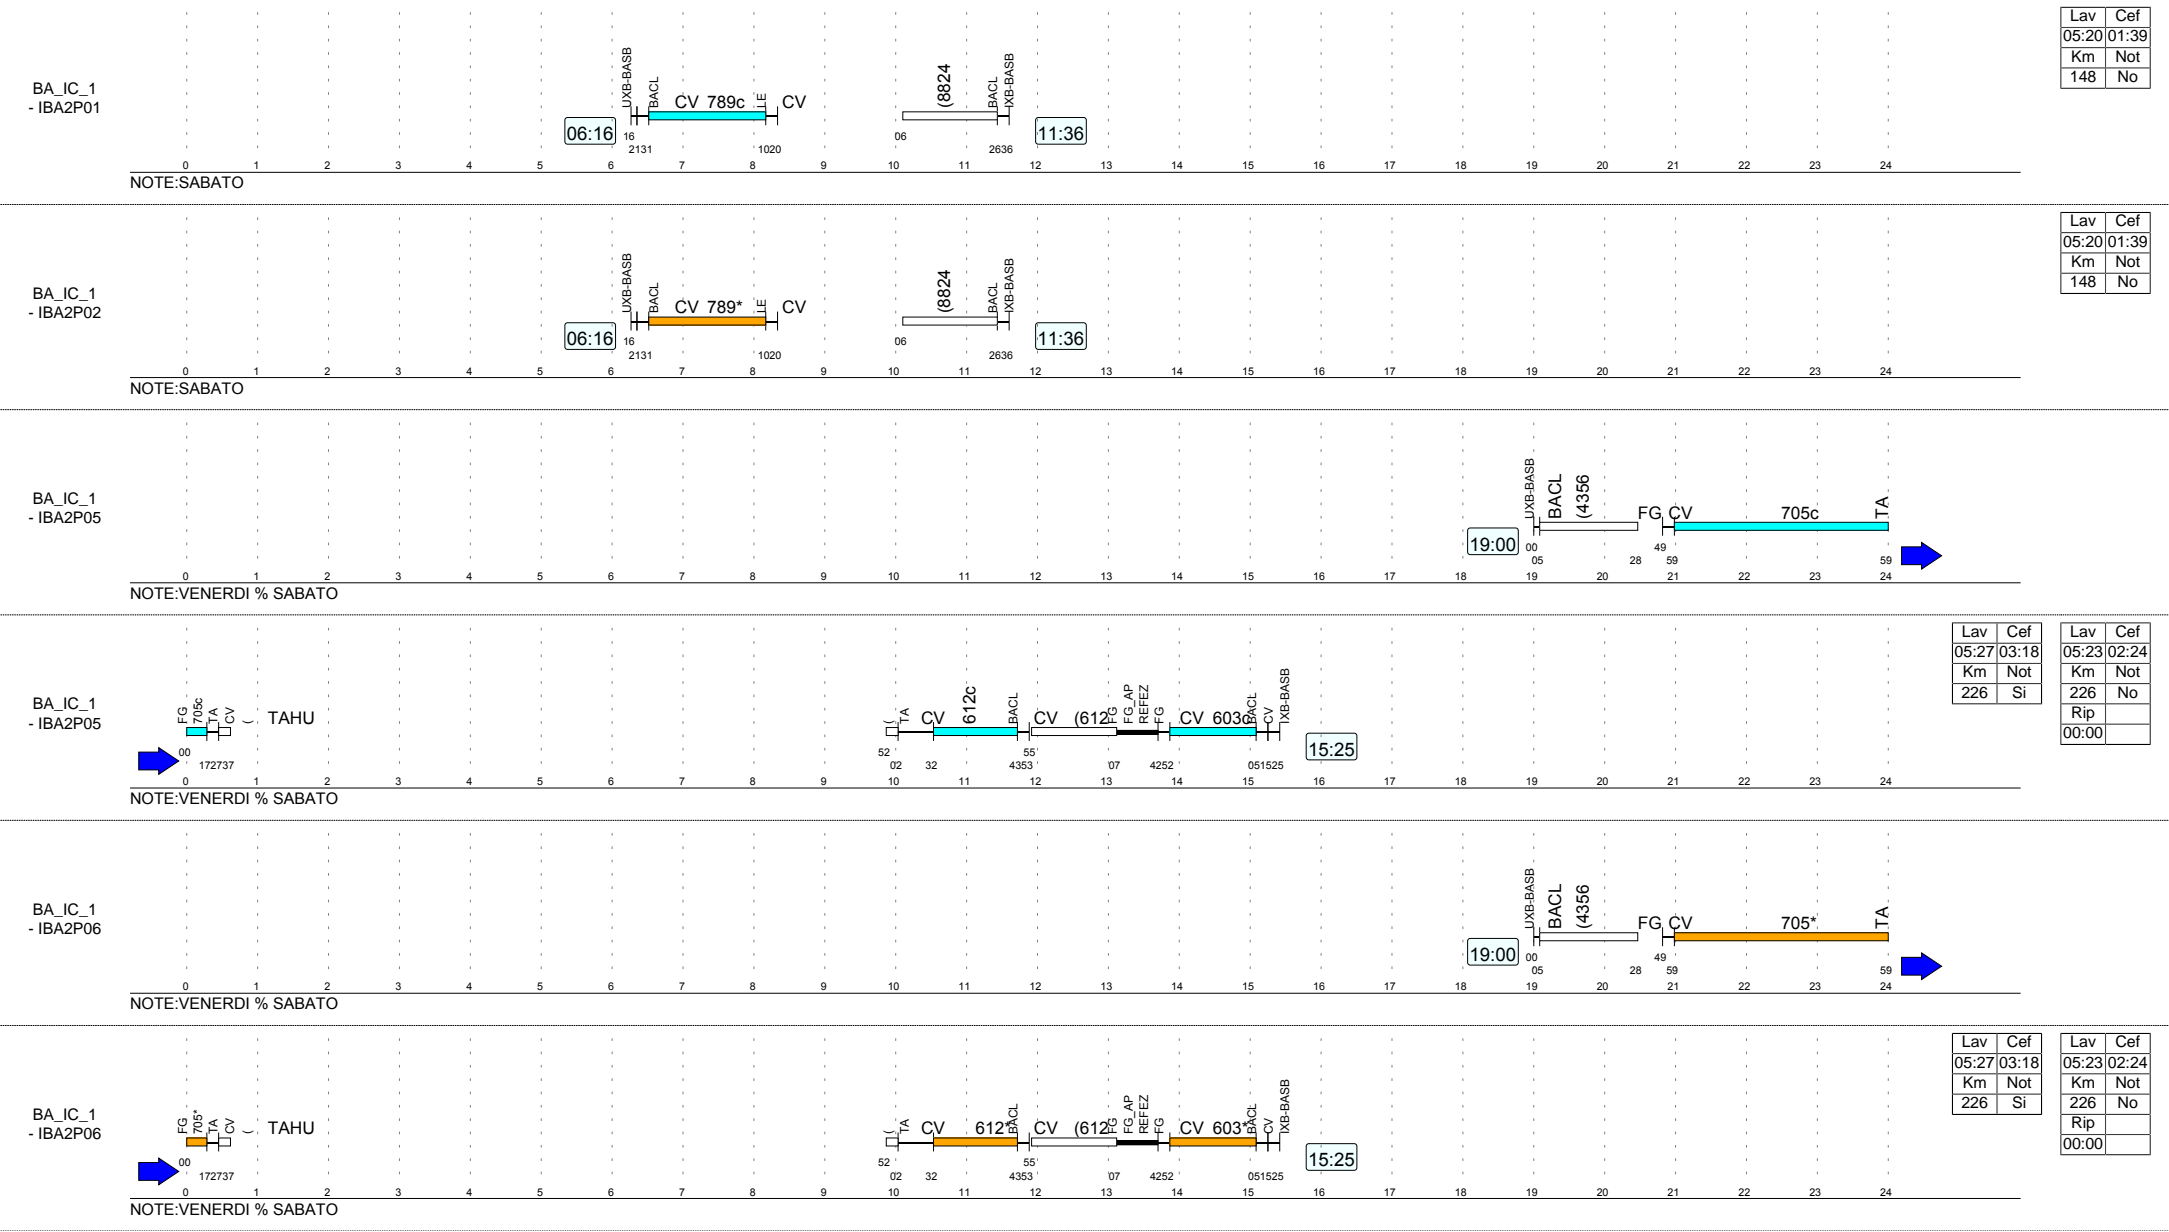 Lav Cef
05:20 01:39
Km Not
148 No
BA_IC_1
- IBA2P01
UXB-BASB BACL CV 789c LE CV (8824 BACL IXB-BASB
06:16 16 06 11:36
2131 1020 2636
0 1 2 3 4 5 6 7 8 9 10 11 12 13 14 15 16 17 18 19 20 21 22 23 24
NOTE:SABATO
Lav Cef
05:20 01:39
Km Not
148 No
BA_IC_1
- IBA2P02
UXB-BASB BACL CV 789* LE CV (8824 BACL IXB-BASB
06:16 16 06 11:36
2131 1020 2636
0 1 2 3 4 5 6 7 8 9 10 11 12 13 14 15 16 17 18 19 20 21 22 23 24
NOTE:SABATO
BA_IC_1
- IBA2P05
UXB-BASB BACL (4356 FG CV 705c TA
19:00 00 49
05 28 59 59
0 1 2 3 4 5 6 7 8 9 10 11 12 13 14 15 16 17 18 19 20 21 22 23 24
NOTE:VENERDI % SABATO
Lav Cef Lav Cef
05:27 03:18 05:23 02:24
Km Not Km Not
226 Si 226 No
Rip
00:00
BA_IC_1
- IBA2P05
FG 705c TA CV ( TAHU ( TA CV 612c BACL CV (612 FG FG_AP REFEZ FG CV 603c BACL CV IXB-BASB
00 52 55 15:25
172737 02 32 4353 07 4252 051525
0 1 2 3 4 5 6 7 8 9 10 11 12 13 14 15 16 17 18 19 20 21 22 23 24
NOTE:VENERDI % SABATO
BA_IC_1
- IBA2P06
UXB-BASB BACL (4356 FG CV 705* TA
19:00 00 49
05 28 59 59
0 1 2 3 4 5 6 7 8 9 10 11 12 13 14 15 16 17 18 19 20 21 22 23 24
NOTE:VENERDI % SABATO
Lav Cef Lav Cef
05:27 03:18 05:23 02:24
Km Not Km Not
226 Si 226 No
Rip
00:00
BA_IC_1
- IBA2P06
FG 705* TA CV ( TAHU ( TA CV 612* BACL CV (612 FG FG_AP REFEZ FG CV 603* BACL CV IXB-BASB
00 52 55 15:25
172737 02 32 4353 07 4252 051525
0 1 2 3 4 5 6 7 8 9 10 11 12 13 14 15 16 17 18 19 20 21 22 23 24
NOTE:VENERDI % SABATO